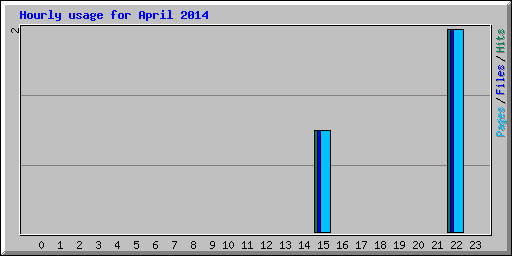 Hourly usage for April 2014
2
Pages/Files/Hits
0 1 2 3 4 5 6 7 8 9 10 11 12 13 14 15 16 17 18 19 20 21 22 23